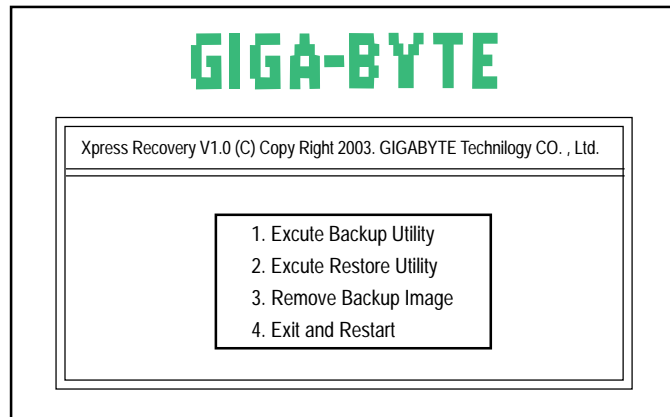 GIGA-BYTE
Xpress Recovery V1.0 (C) Copy Right 2003. GIGABYTE Technilogy CO. , Ltd.
1. Excute Backup Utility
2. Excute Restore Utility
3. Remove Backup Image
4. Exit and Restart